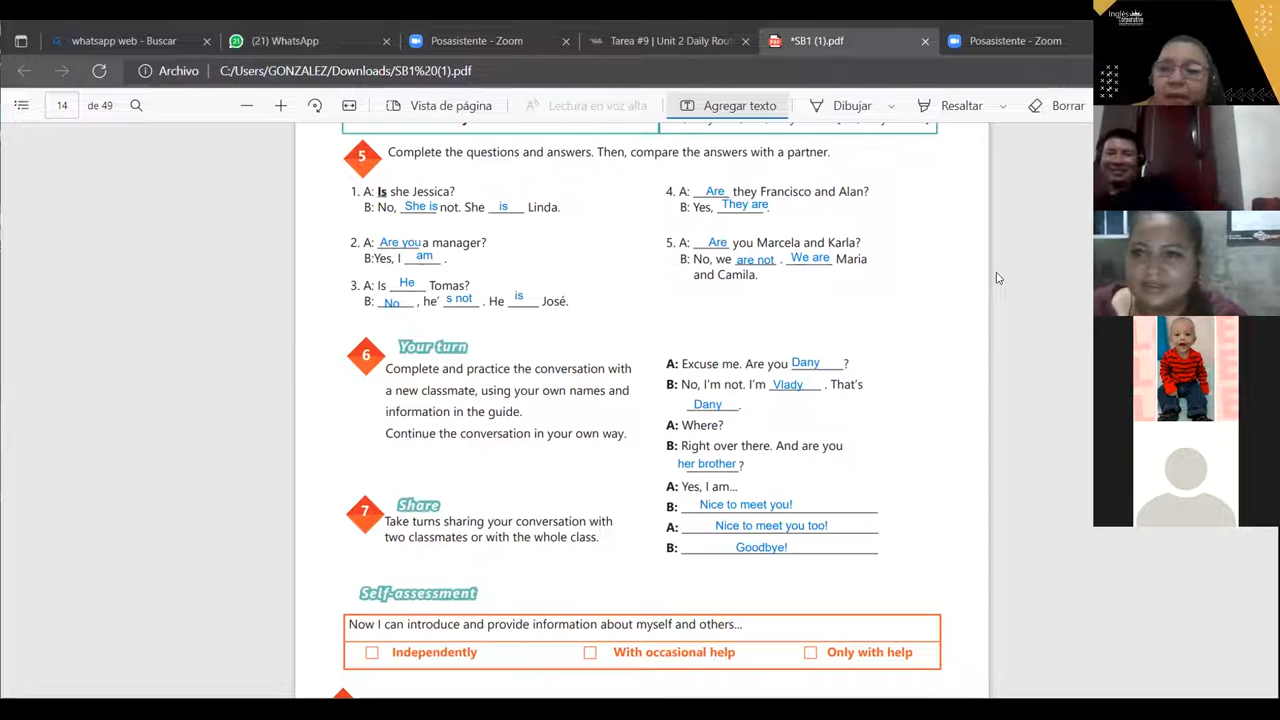 whatsapp web - Buscar
(21) WhatsApp
Posasistente - Zoom
Tarea #9 | Unit 2 Daily Rout
*SB1 (1).pdf
Posasistente - Zoom
Archivo C:/Users/GONZALEZ/Downloads/SB1%20(1).pdf
14 de 49
Vista de página
Lectura en voz alta
Agregar texto
Dibujar
Resaltar
Borrar
Inglés
Corporativo
5 Complete the questions and answers. Then, compare the answers with a partner.
1. A: Is she Jessica?
B: No, She is not. She is Linda.
2. A: Are you a manager?
B:Yes, I am .
3. A: Is He Tomas?
B: No , he' s not . He is José.
4. A: Are they Francisco and Alan?
B: Yes, They are.
5. A: Are you Marcela and Karla?
B: No, we are not . We are Maria
and Camila.
6 Your turn
Complete and practice the conversation with
a new classmate, using your own names and
information in the guide.
Continue the conversation in your own way.
A: Excuse me. Are you Dany ?
B: No, I'm not. I'm Vlady . That's
Dany .
A: Where?
B: Right over there. And are you
her brother ?
A: Yes, I am...
B: Nice to meet you!
A: Nice to meet you too!
B: Goodbye!
7 Share
Take turns sharing your conversation with
two classmates or with the whole class.
Self-assessment
Now I can introduce and provide information about myself and others...
Independently
With occasional help
Only with help